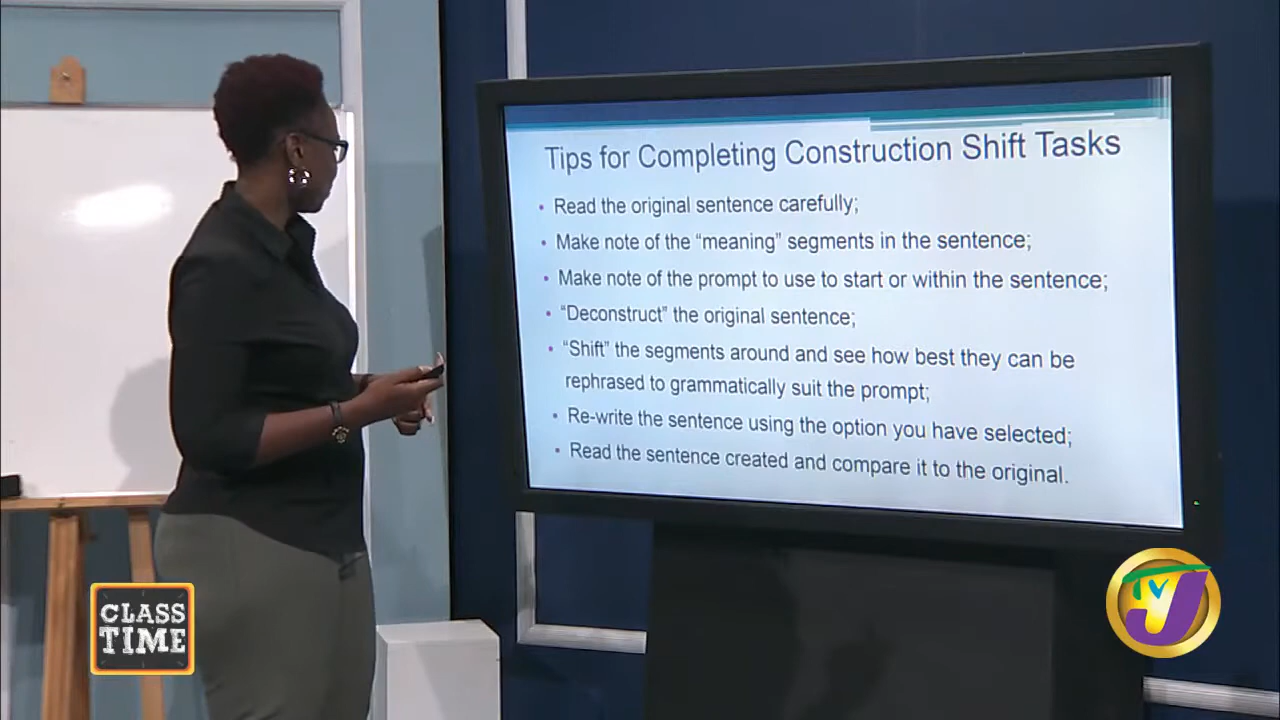 Tips for Completing Construction Shift Tasks
• Read the original sentence carefully;
• Make note of the “meaning” segments in the sentence;
• Make note of the prompt to use to start or within the sentence;
• “Deconstruct” the original sentence;
• “Shift” the segments around and see how best they can be
rephrased to grammatically suit the prompt;
• Re-write the sentence using the option you have selected;
• Read the sentence created and compare it to the original.
CLASS
TIME
TVJ